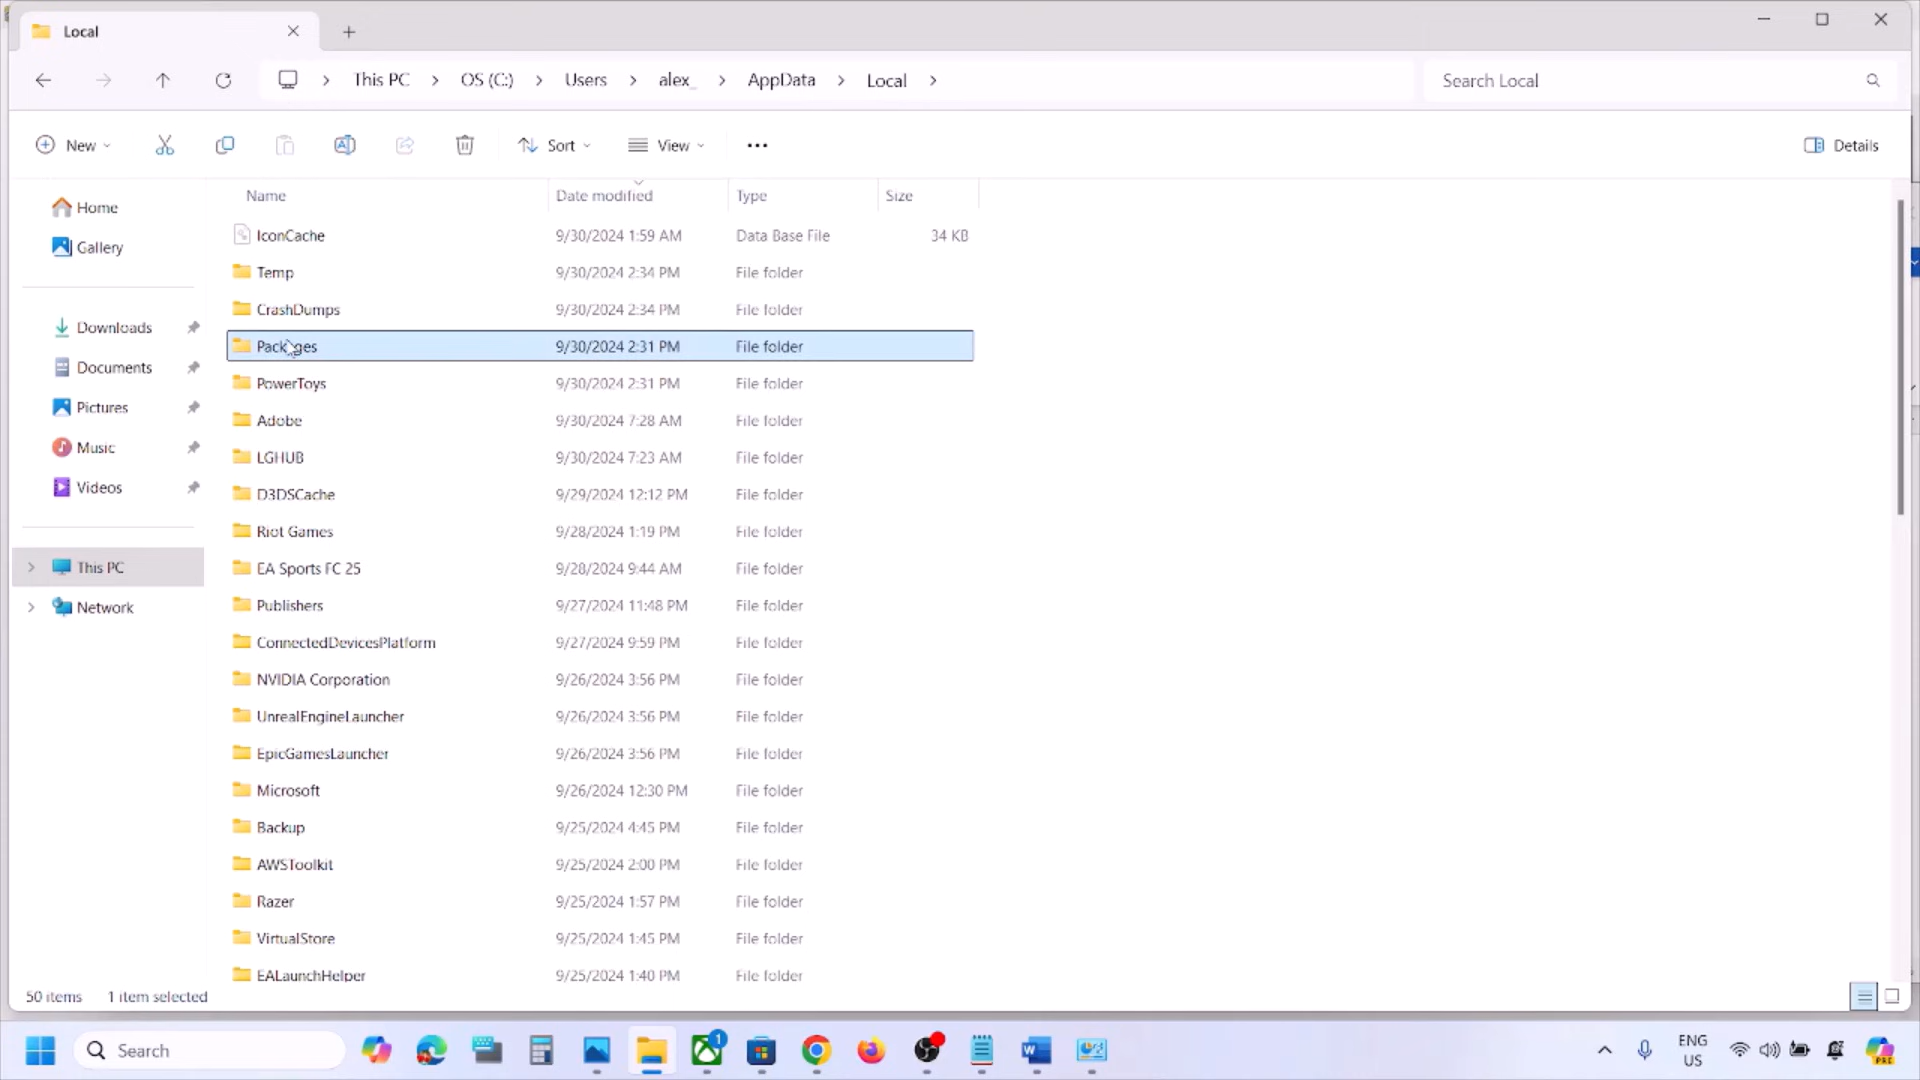 Local
This PC
OS (C:)
Users
alex_
AppData
Local
Search Local
New
Sort
View
Details
Name
Date modified
Type
Size
Home
Gallery
Downloads
Documents
Pictures
Music
Videos
This PC
Network
IconCache 9/30/2024 1:59 AM Data Base File 34 KB
Temp 9/30/2024 2:34 PM File folder
CrashDumps 9/30/2024 2:34 PM File folder
Packages 9/30/2024 2:31 PM File folder
PowerToys 9/30/2024 2:31 PM File folder
Adobe 9/30/2024 7:28 AM File folder
LGHUB 9/30/2024 7:23 AM File folder
D3DSCache 9/29/2024 12:12 PM File folder
Riot Games 9/28/2024 1:19 PM File folder
EA Sports FC 25 9/28/2024 9:44 AM File folder
Publishers 9/27/2024 11:48 PM File folder
ConnectedDevicesPlatform 9/27/2024 9:59 PM File folder
NVIDIA Corporation 9/26/2024 3:56 PM File folder
UnrealEngineLauncher 9/26/2024 3:56 PM File folder
EpicGamesLauncher 9/26/2024 3:56 PM File folder
Microsoft 9/26/2024 12:30 PM File folder
Backup 9/25/2024 4:45 PM File folder
AWSToolkit 9/25/2024 2:00 PM File folder
Razer 9/25/2024 1:57 PM File folder
VirtualStore 9/25/2024 1:45 PM File folder
EALaunchHelper 9/25/2024 1:40 PM File folder
50 items 1 item selected
Search
1
ENG
US
PRE